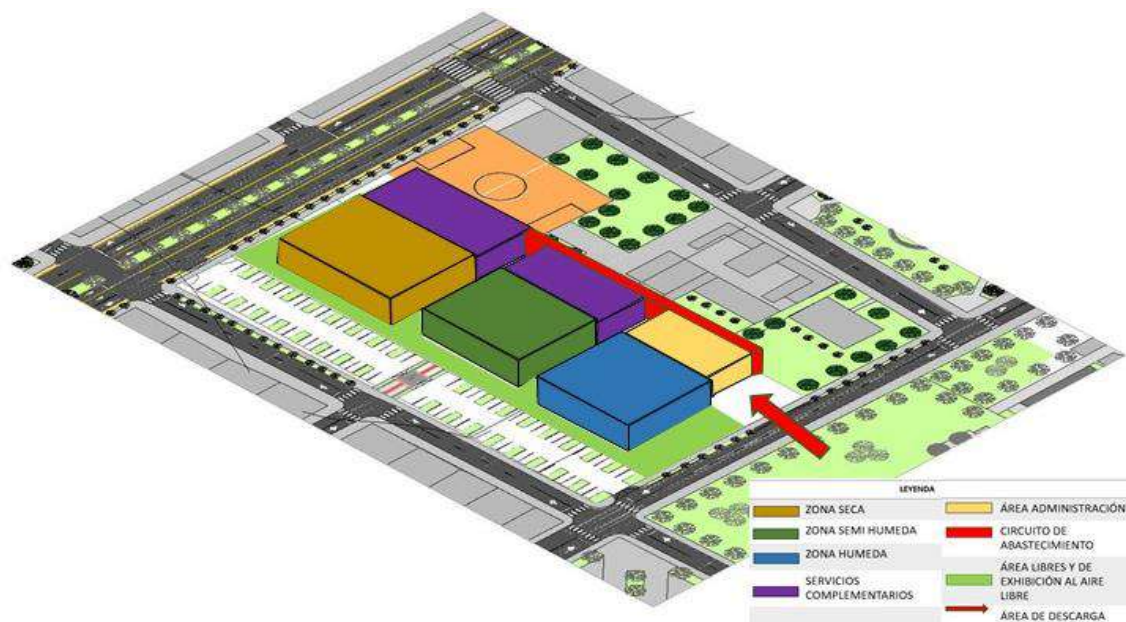 LEYENDA
ZONA SECA
ZONA SEMI HUMEDA
ZONA HUMEDA
SERVICIOS
COMPLEMENTARIOS
ÁREA ADMINISTRACIÓN
CIRCUITO DE
ABASTECIMIENTO
ÁREA LIBRES Y DE
EXHIBICIÓN AL AIRE
LIBRE
ÁREA DE DESCARGA